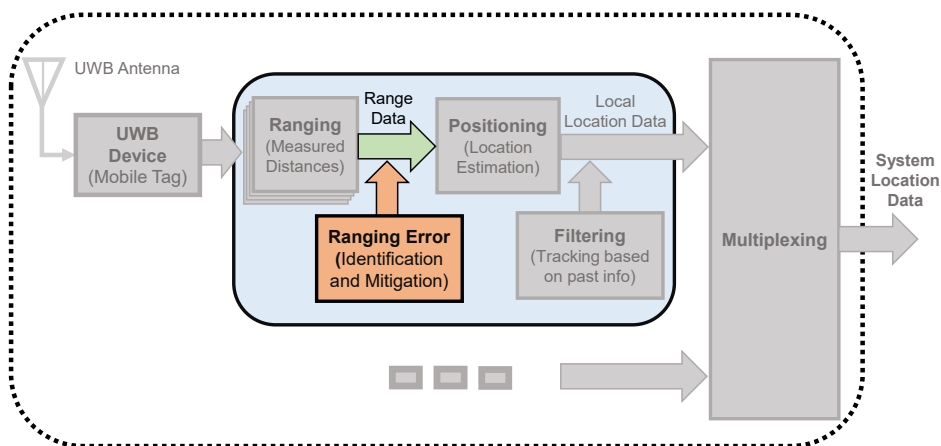 UWB Antenna
UWB
Device
(Mobile Tag)
Ranging
(Measured
Distances)
Range
Data
Positioning
(Location
Estimation)
Local
Location Data
Ranging Error
(Identification
and Mitigation)
Filtering
(Tracking based
on past info)
Multiplexing
System
Location
Data